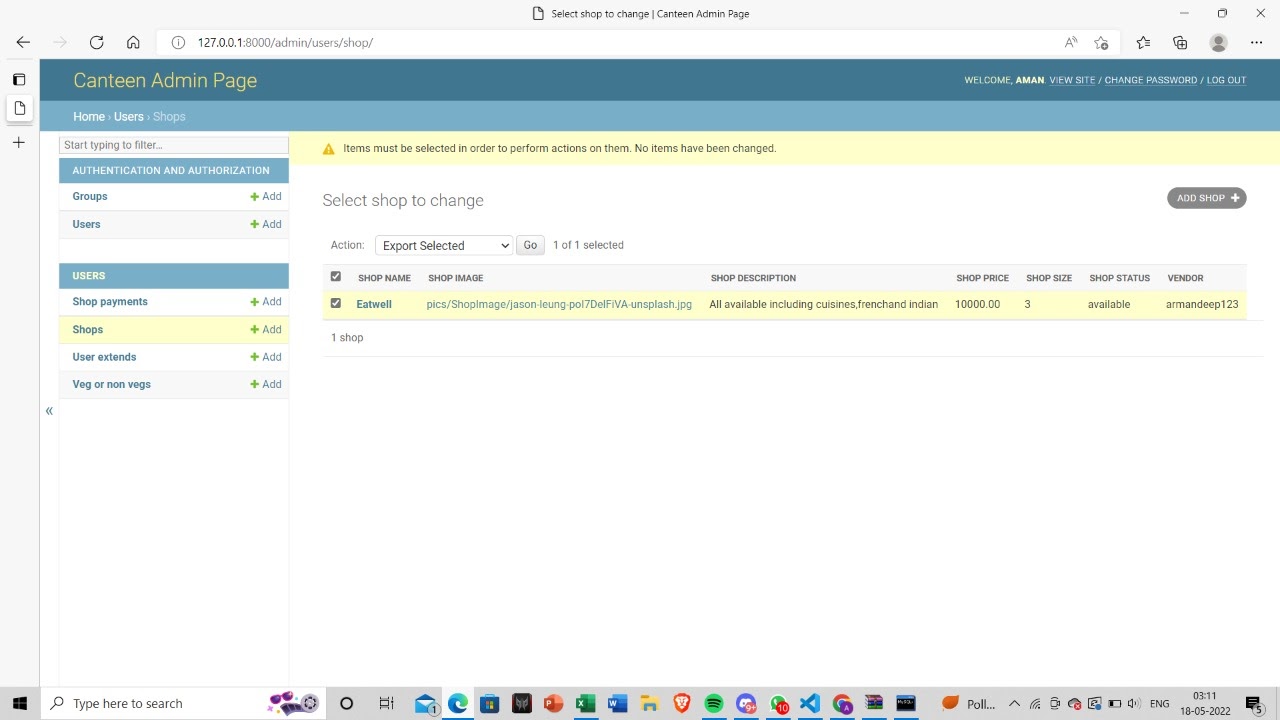 Select shop to change | Canteen Admin Page
127.0.0.1:8000/admin/users/shop/
Canteen Admin Page
WELCOME, AMAN. VIEW SITE / CHANGE PASSWORD / LOG OUT
Home › Users › Shops
Start typing to filter...
Items must be selected in order to perform actions on them. No items have been changed.
AUTHENTICATION AND AUTHORIZATION
Groups + Add
Users + Add
USERS
Shop payments + Add
Shops + Add
User extends + Add
Veg or non vegs + Add
«
Select shop to change
ADD SHOP +
Action: Export Selected Go 1 of 1 selected
SHOP NAME SHOP IMAGE SHOP DESCRIPTION SHOP PRICE SHOP SIZE SHOP STATUS VENDOR
Eatwell pics/ShopImage/jason-leung-poI7DelFiVA-unsplash.jpg All available including cuisines,frenchand indian 10000.00 3 available armandeep123
1 shop
Type here to search
1
9+
10
Poll...
ENG
03:11
18-05-2022
5